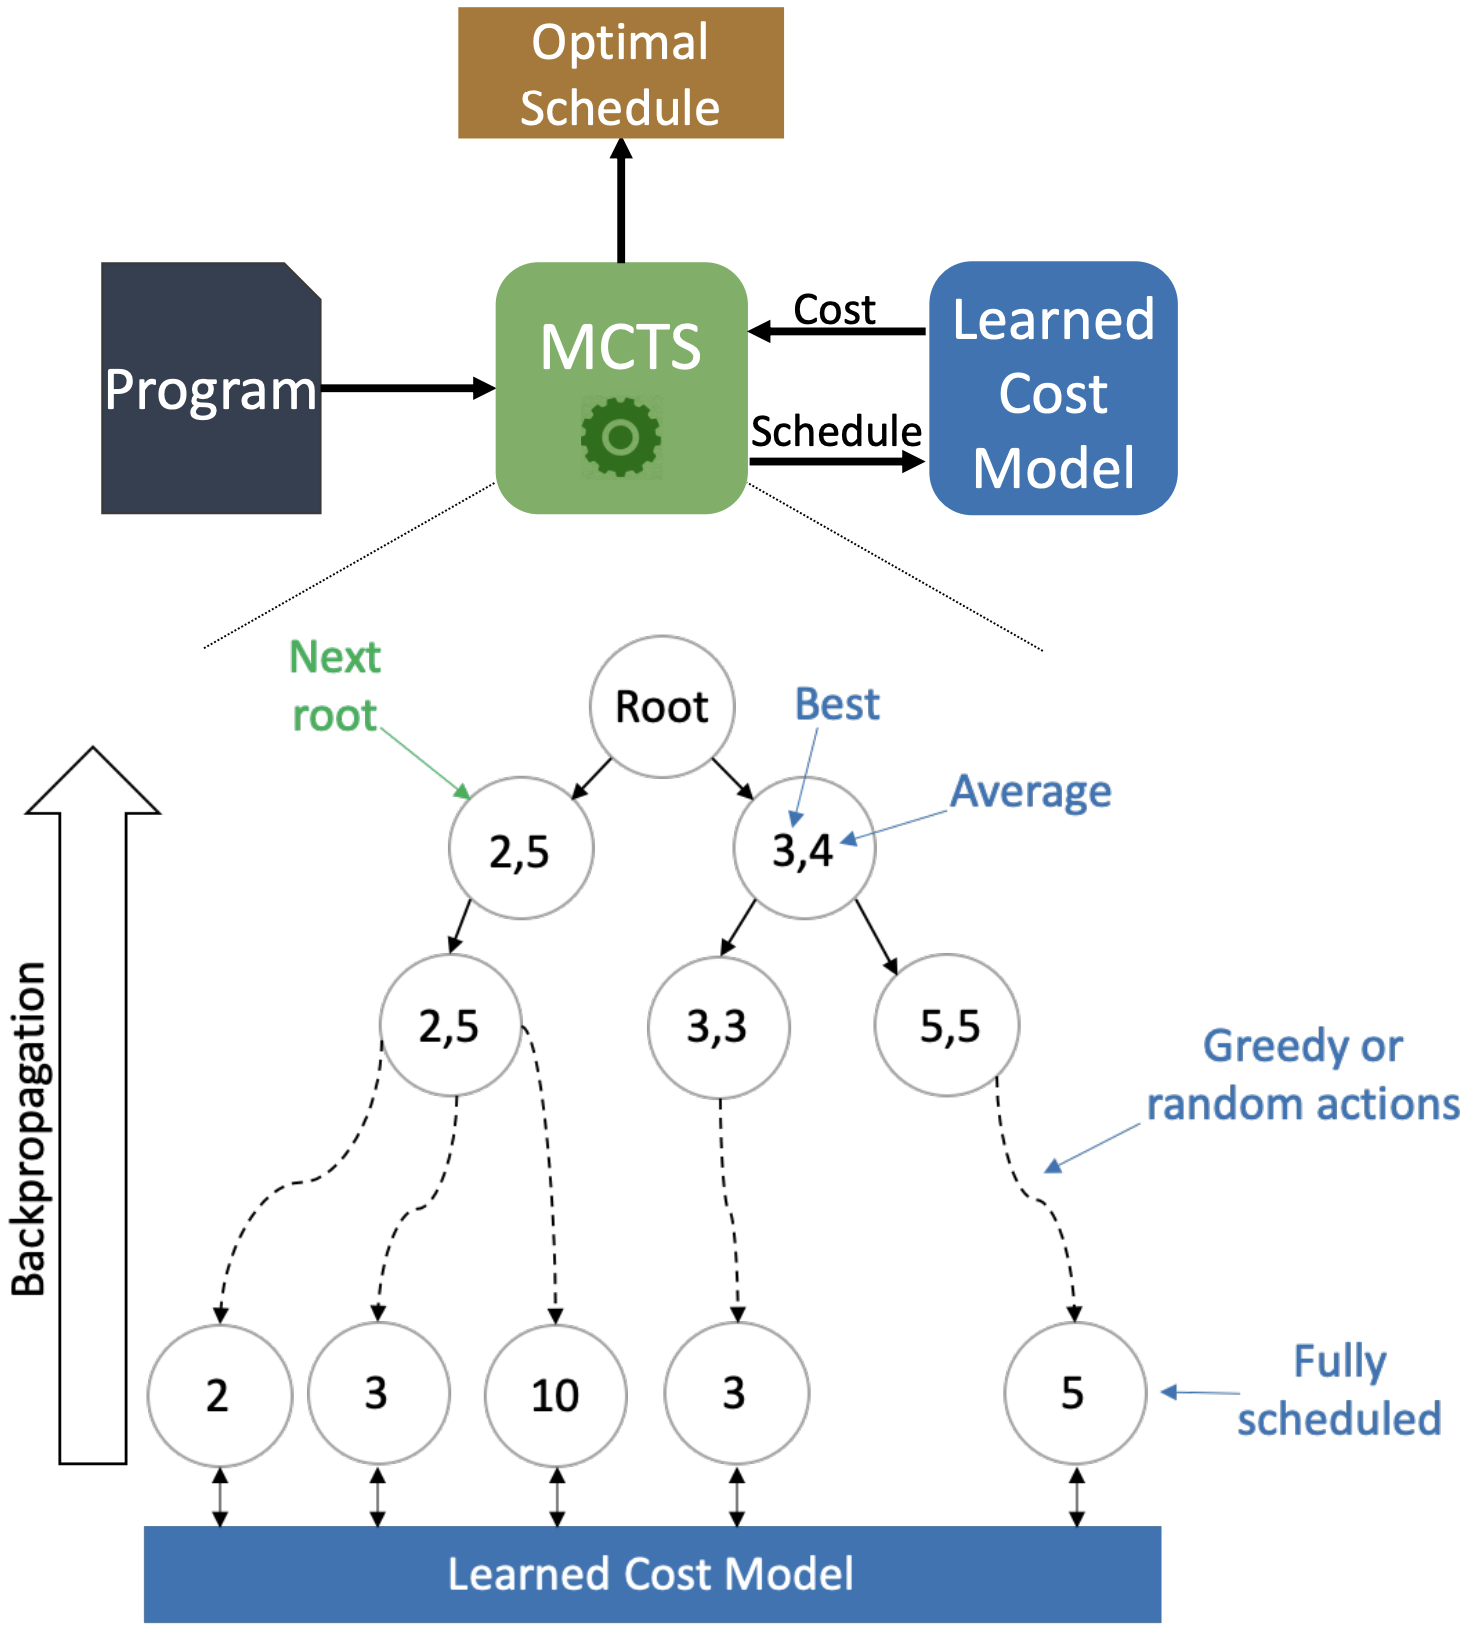 Optimal
Schedule
Program
MCTS
Cost
Schedule
Learned
Cost
Model
Next
root
Root
Best
Average
2,5
3,4
2,5
3,3
5,5
Greedy or
random actions
Backpropagation
2
3
10
3
5
Fully
scheduled
Learned Cost Model